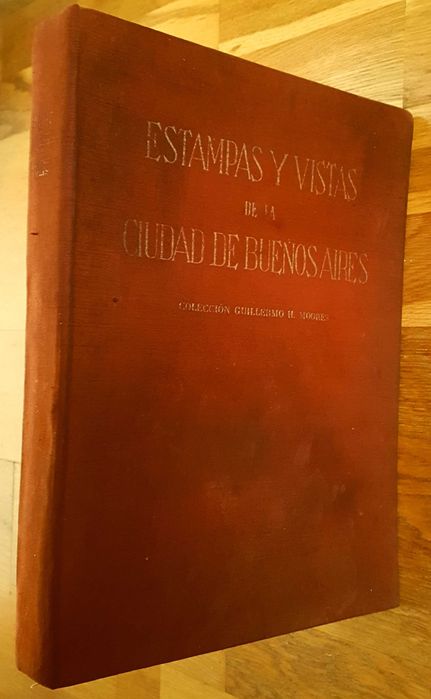 ESTAMPAS Y VISTAS
DE LA
CIUDAD DE BUENOS AIRES
COLECCIÓN GUILLERMO H. MOORES